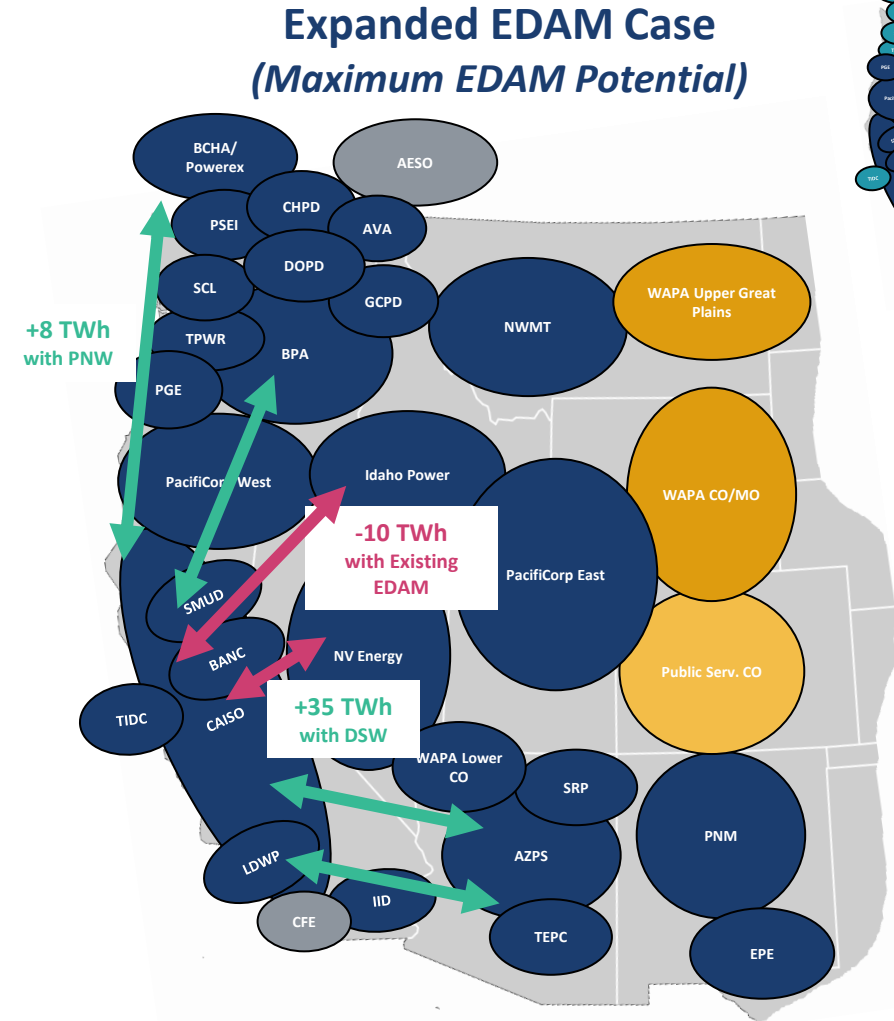 Expanded EDAM Case
(Maximum EDAM Potential)
BCHA/
Powerex
AESO
CHPD
PSEI
AVA
DOPD
SCL
GCPD
WAPA Upper Great
Plains
NWMT
+8 TWh
with PNW
TPWR
BPA
PGE
PacifiCorp West
Idaho Power
WAPA CO/MO
-10 TWh
with Existing
EDAM
PacifiCorp East
SMUD
BANC
NV Energy
Public Serv. CO
+35 TWh
with DSW
TIDC
CAISO
WAPA Lower
CO
SRP
PNM
AZPS
LDWP
IID
CFE
TEPC
EPE
PGE
TIDC